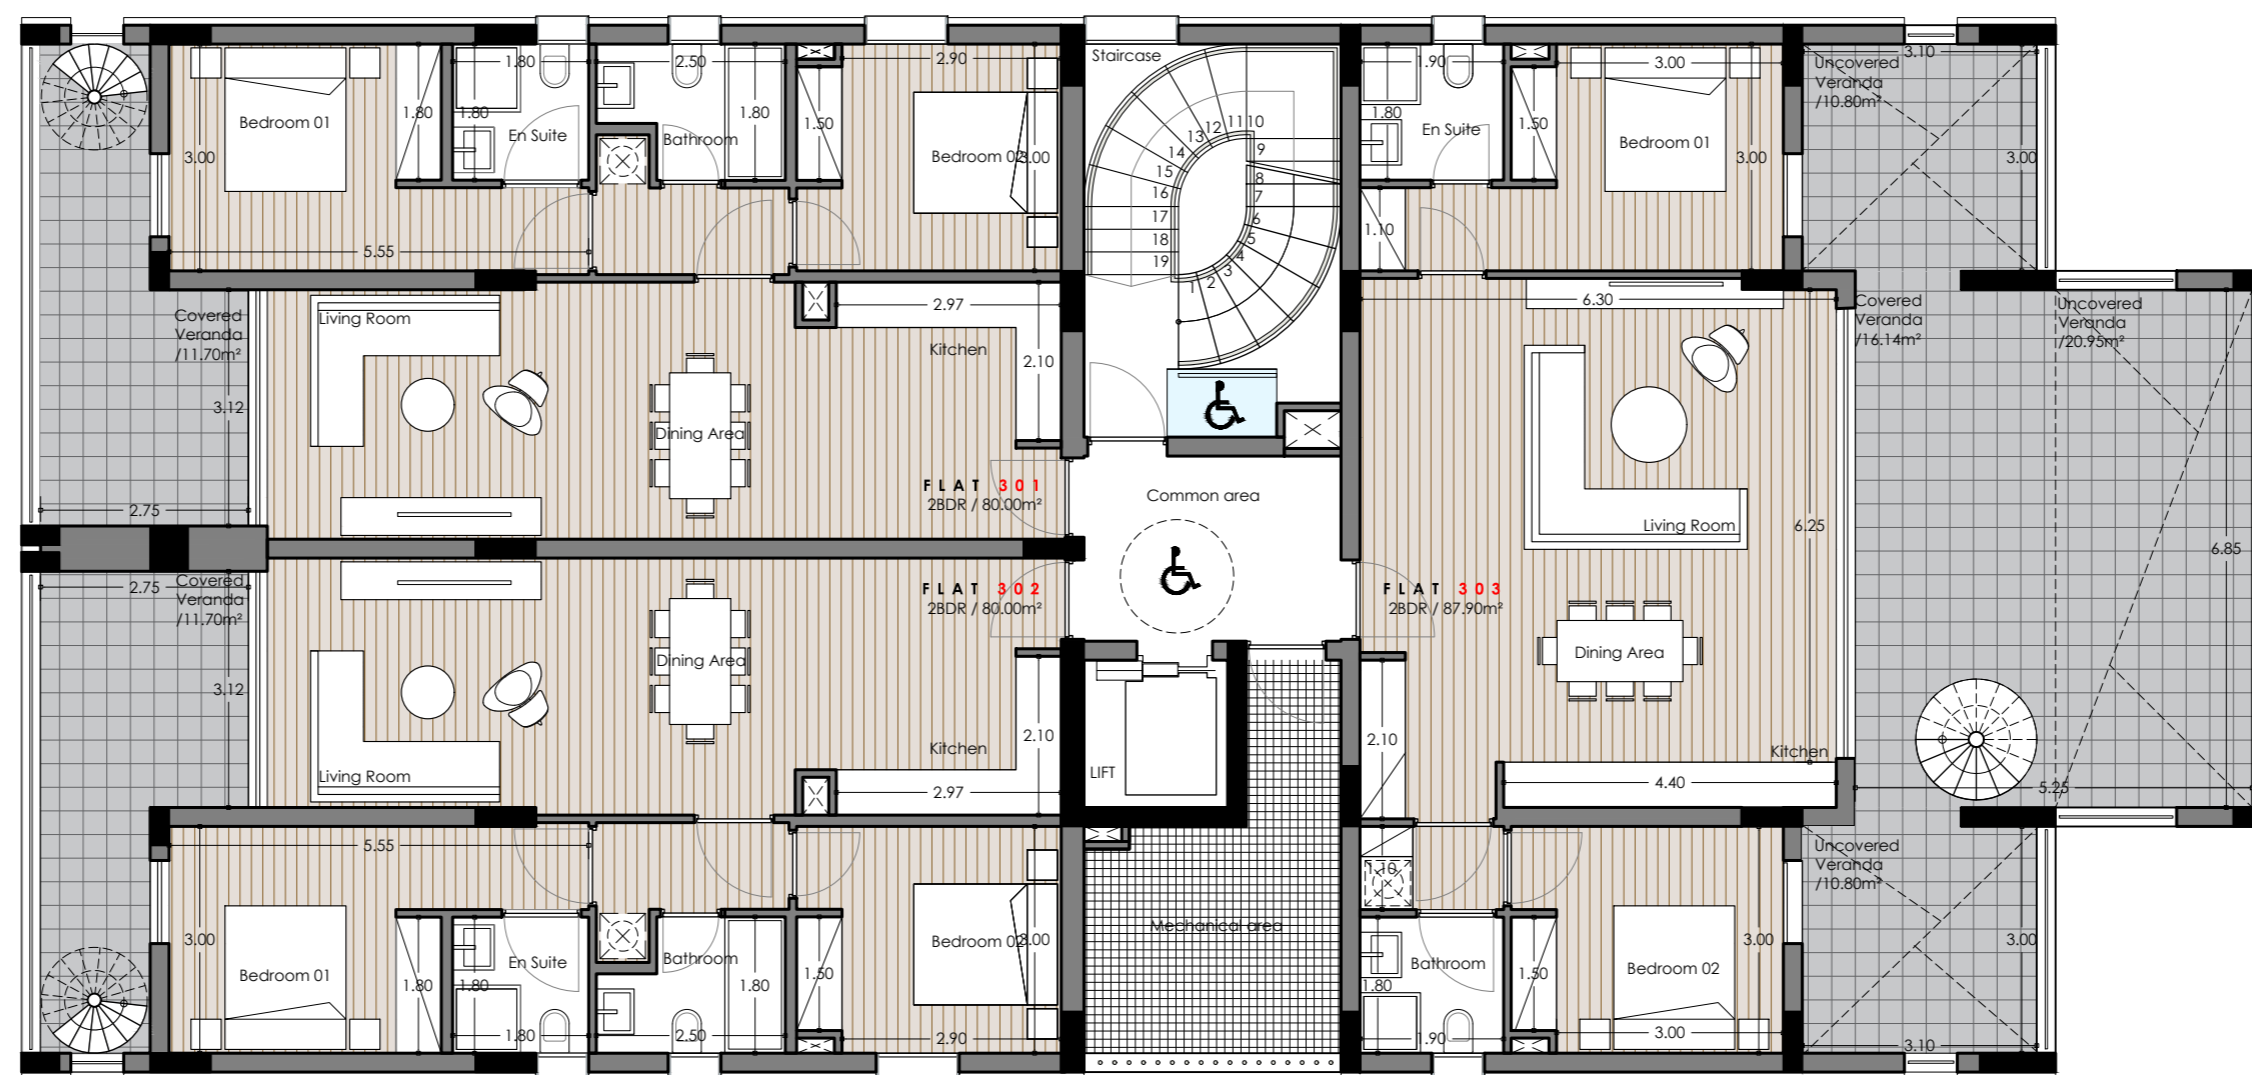 Staircase
Uncovered
Veranda
/10.80m²
3.10
1.80
2.50
2.90
1.90
3.00
Bedroom 01
1.80
1.80
En Suite
Bathroom
1.80
1.50
Bedroom 02
3.00
1.80
En Suite
1.50
Bedroom 01
3.00
3.00
3.00
5.55
1.10
1
2
3
4
5
6
7
8
9
10
11
12
13
14
15
16
17
18
19
Covered
Veranda
/11.70m²
Living Room
2.97
Kitchen
2.10
3.12
Dining Area
2.75
FLAT 301
2BDR / 80.00m²
Common area
6.30
Covered
Veranda
/16.14m²
Uncovered
Veranda
/20.95m²
Living Room
6.25
6.85
2.75
Covered
Veranda
/11.70m²
FLAT 302
2BDR / 80.00m²
FLAT 303
2BDR / 87.90m²
Dining Area
Dining Area
3.12
Living Room
Kitchen
2.10
2.97
LIFT
2.10
Kitchen
4.40
5.25
5.55
1.10
Uncovered
Veranda
/10.80m²
3.00
Bedroom 01
1.80
1.80
En Suite
Bathroom
1.80
1.50
Bedroom 02
3.00
Mechanical area
1.80
Bathroom
1.50
Bedroom 02
3.00
3.00
1.80
2.50
2.90
1.90
3.00
3.10